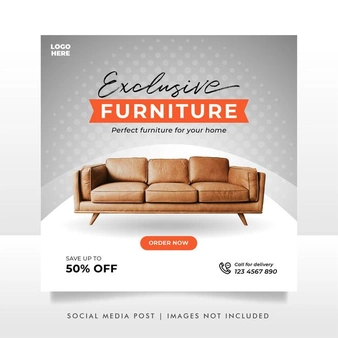 LOGO
HERE
Exclusive
FURNITURE
Perfect furniture for your home
ORDER NOW
SAVE UP TO
50% OFF
Call for delivery
123 4567 890
SOCIAL MEDIA POST | IMAGES NOT INCLUDED